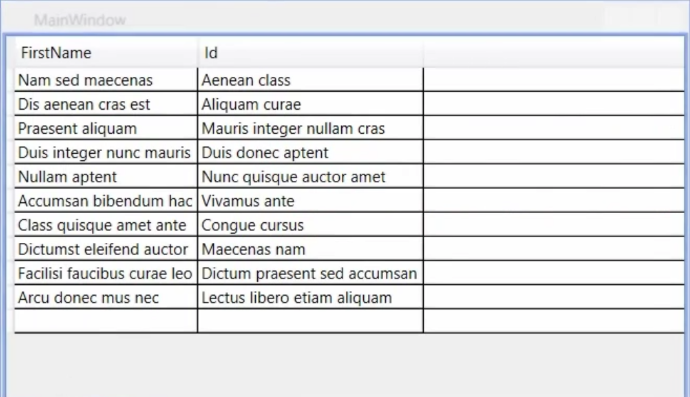 MainWindow
FirstName Id
Nam sed maecenas Aenean class
Dis aenean cras est Aliquam curae
Praesent aliquam Mauris integer nullam cras
Duis integer nunc mauris Duis donec aptent
Nullam aptent Nunc quisque auctor amet
Accumsan bibendum hac Vivamus ante
Class quisque amet ante Congue cursus
Dictumst eleifend auctor Maecenas nam
Facilisi faucibus curae leo Dictum praesent sed accumsan
Arcu donec mus nec Lectus libero etiam aliquam